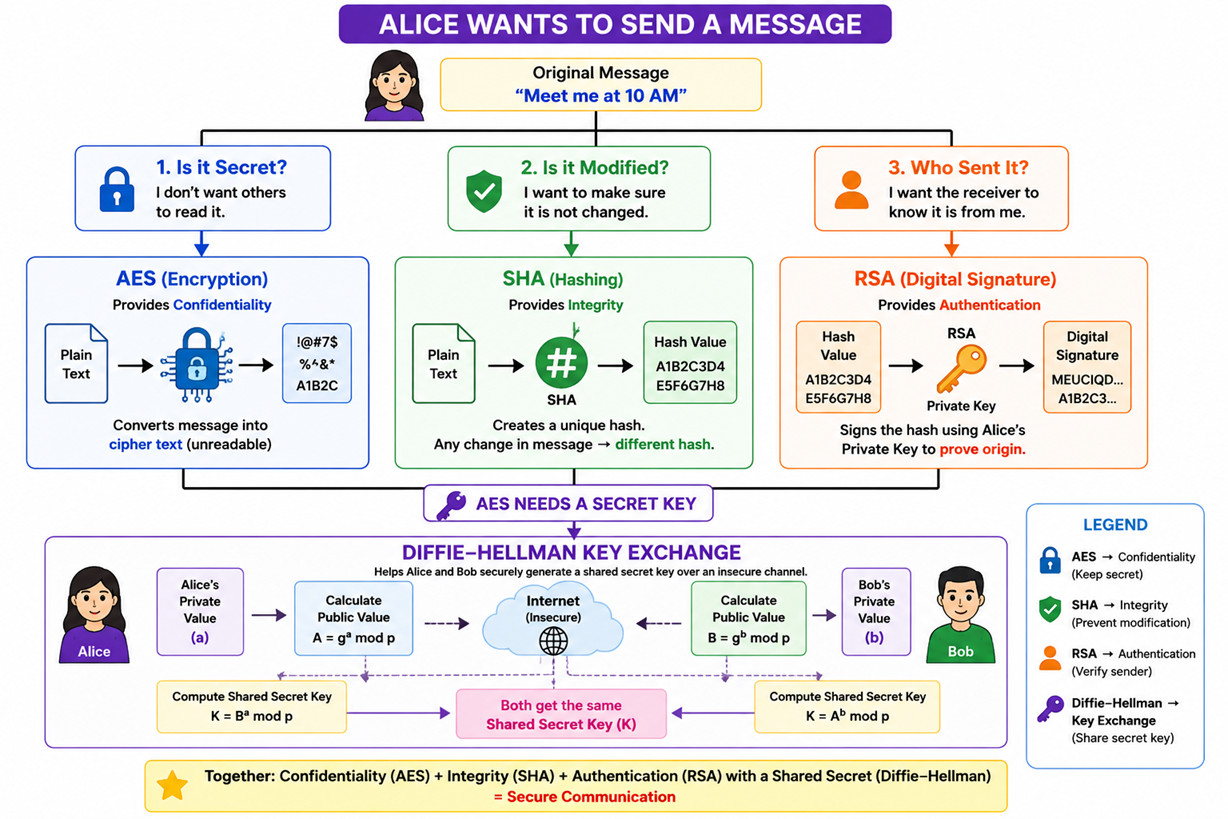 ALICE WANTS TO SEND A MESSAGE
Original Message
“Meet me at 10 AM”
1. Is it Secret?
I don’t want others
to read it.
2. Is it Modified?
I want to make sure
it is not changed.
3. Who Sent It?
I want the receiver to
know it is from me.
AES (Encryption)
Provides Confidentiality
Plain
Text
!@#7$
%^&*
A1B2C
Converts message into
cipher text (unreadable)
SHA (Hashing)
Provides Integrity
Plain
Text
#
SHA
Hash Value
A1B2C3D4
E5F6G7H8
Creates a unique hash.
Any change in message → different hash.
RSA (Digital Signature)
Provides Authentication
Hash
Value
A1B2C3D4
E5F6G7H8
RSA
Private Key
Digital
Signature
MEUCIQD...
A1B2C3...
Signs the hash using Alice’s
Private Key to prove origin.
AES NEEDS A SECRET KEY
DIFFIE–HELLMAN KEY EXCHANGE
Helps Alice and Bob securely generate a shared secret key over an insecure channel.
Alice
Alice’s
Private
Value
(a)
Calculate
Public Value
A = gᵃ mod p
Internet
(Insecure)
Calculate
Public Value
B = gᵇ mod p
Bob’s
Private
Value
(b)
Bob
Compute Shared Secret Key
K = Bᵃ mod p
Both get the same
Shared Secret Key (K)
Compute Shared Secret Key
K = Aᵇ mod p
LEGEND
AES → Confidentiality
(Keep secret)
SHA → Integrity
(Prevent modification)
RSA → Authentication
(Verify sender)
Diffie–Hellman →
Key Exchange
(Share secret key)
Together: Confidentiality (AES) + Integrity (SHA) + Authentication (RSA) with a Shared Secret (Diffie–Hellman)
= Secure Communication